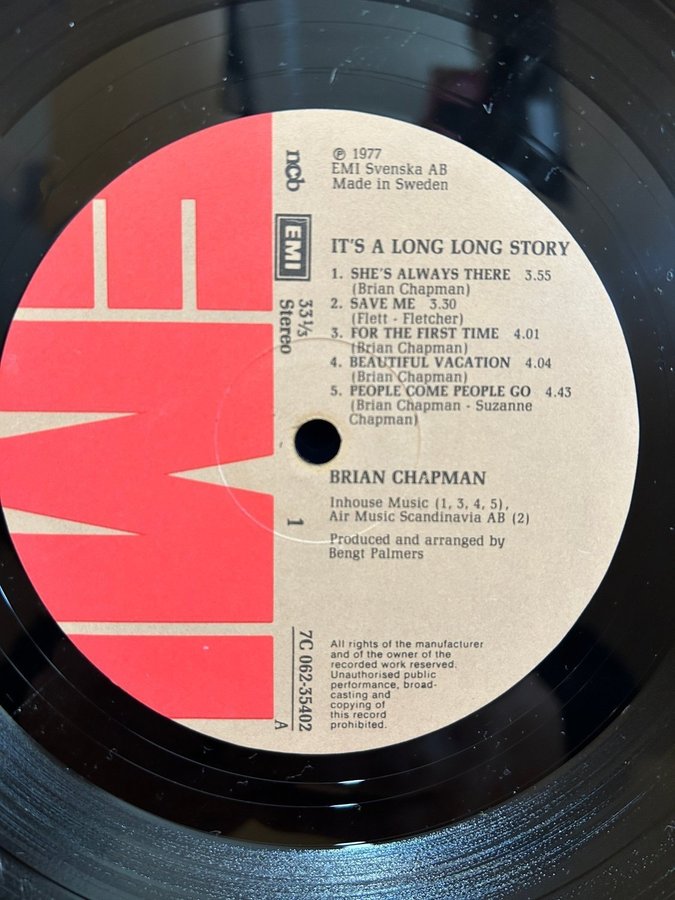 EMI
ncb
EMI
33 1/3
Stereo
1
7C 062-35402
A
℗ 1977
EMI Svenska AB
Made in Sweden
IT'S A LONG LONG STORY
1. SHE'S ALWAYS THERE 3.55
(Brian Chapman)
2. SAVE ME 3.30
(Flett - Fletcher)
3. FOR THE FIRST TIME 4.01
(Brian Chapman)
4. BEAUTIFUL VACATION 4.04
(Brian Chapman)
5. PEOPLE COME PEOPLE GO 4.43
(Brian Chapman - Suzanne
Chapman)
BRIAN CHAPMAN
Inhouse Music (1, 3, 4, 5),
Air Music Scandinavia AB (2)
Produced and arranged by
Bengt Palmers
All rights of the manufacturer
and of the owner of the
recorded work reserved.
Unauthorised public
performance, broad-
casting and
copying of
this record
prohibited.